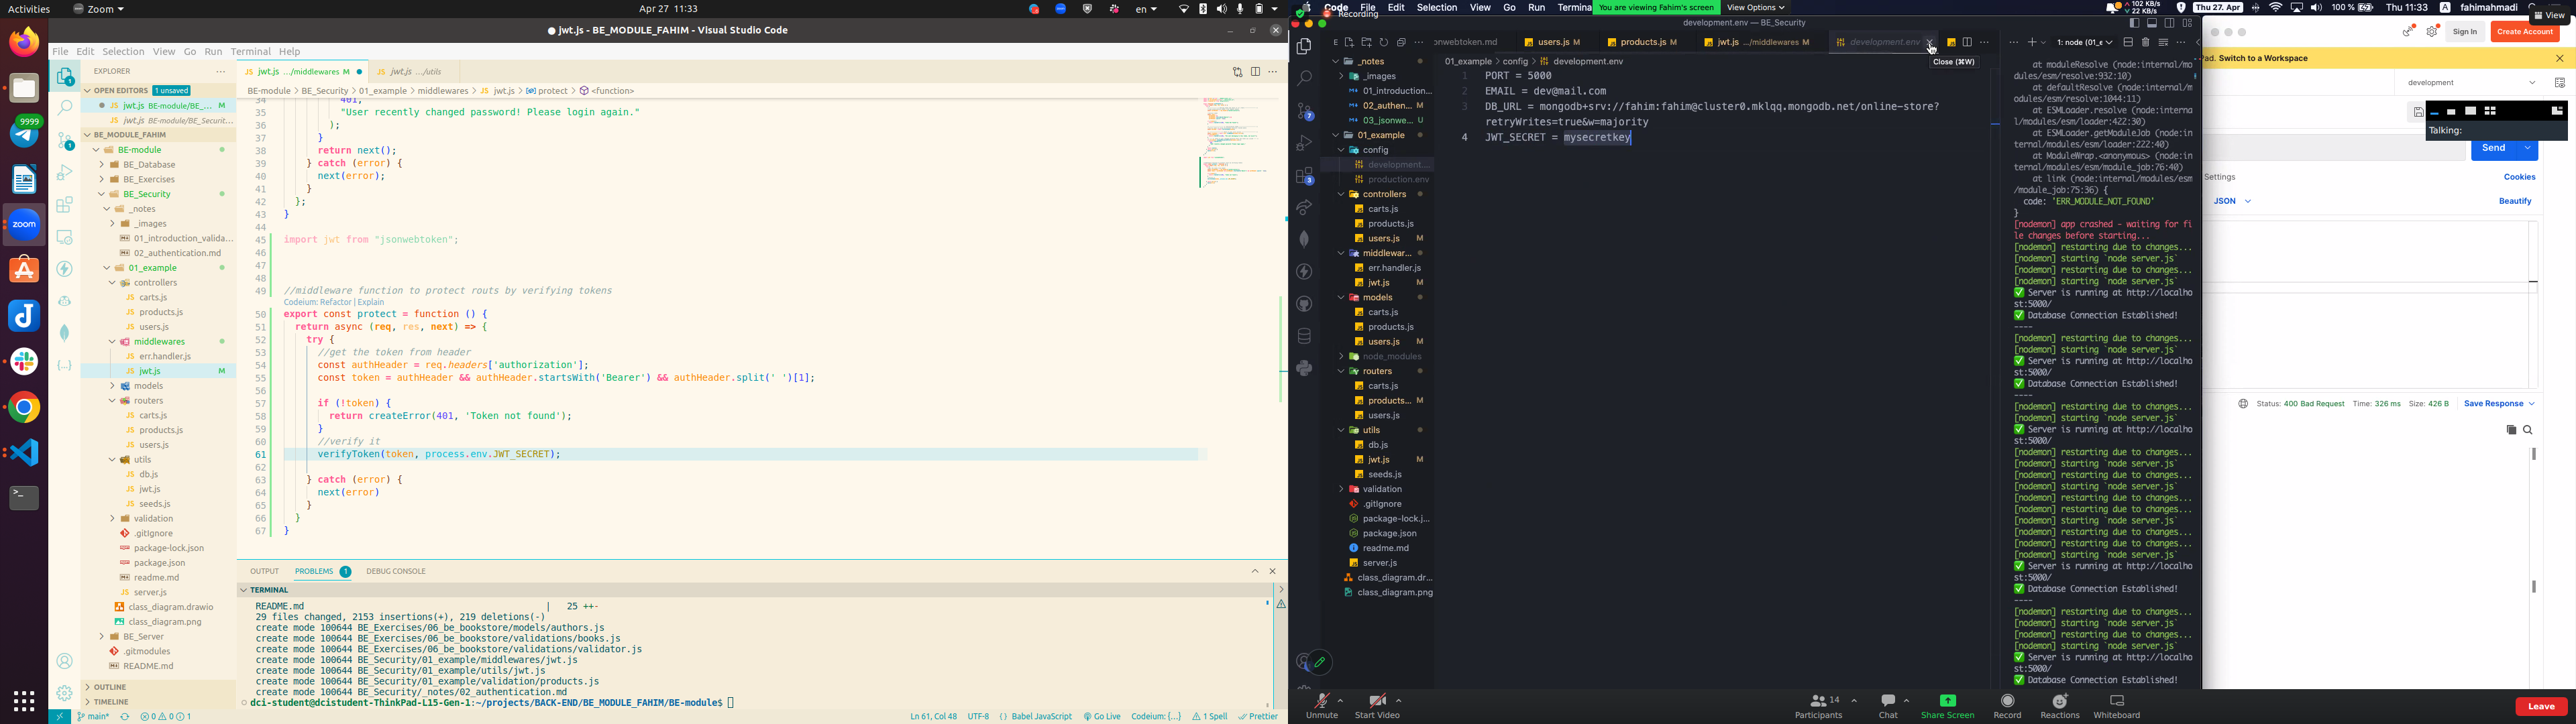 Activities
Zoom
Apr 27 11:33
en
jwt.js - BE_MODULE_FAHIM - Visual Studio Code
File Edit Selection View Go Run Terminal Help
EXPLORER
OPEN EDITORS 1 unsaved
jwt.js BE-module/BE_... M
jwt.js BE-module/BE_Securit...
BE_MODULE_FAHIM
BE-module
BE_Database
BE_Exercises
BE_Security
_notes
_images
01_introduction_valida...
02_authentication.md
01_example
controllers
carts.js
products.js
users.js
middlewares
err.handler.js
jwt.js M
models
routers
carts.js
products.js
users.js
utils
db.js
jwt.js
seeds.js
validation
.gitIgnore
package-lock.json
package.json
readme.md
server.js
class_diagram.drawio
class_diagram.png
BE_Server
.gitmodules
README.md
OUTLINE
TIMELINE
jwt.js .../middlewares M
jwt.js .../utils
BE-module > BE_Security > 01_example > middlewares > jwt.js > protect > <function>
34 401,
35 "User recently changed password! Please login again."
36 );
37 }
38 return next();
39 } catch (error) {
40 next(error);
41 }
42 };
43 }
44
45 import jwt from "jsonwebtoken";
46
47
48
49 //middleware function to protect routs by verifying tokens
Codeium: Refactor | Explain
50 export const protect = function () {
51 return async (req, res, next) => {
52 try {
53 //get the token from header
54 const authHeader = req.headers['authorization'];
55 const token = authHeader && authHeader.startsWith('Bearer') && authHeader.split(' ')[1];
56
57 if (!token) {
58 return createError(401, 'Token not found');
59 }
60 //verify it
61 verifyToken(token, process.env.JWT_SECRET);
62
63 } catch (error) {
64 next(error)
65 }
66 }
67 }
OUTPUT PROBLEMS 1 DEBUG CONSOLE
TERMINAL
README.md | 25 ++-
29 files changed, 2153 insertions(+), 219 deletions(-)
create mode 100644 BE_Exercises/06_be_bookstore/models/authors.js
create mode 100644 BE_Exercises/06_be_bookstore/validations/books.js
create mode 100644 BE_Exercises/06_be_bookstore/validations/validator.js
create mode 100644 BE_Security/01_example/middlewares/jwt.js
create mode 100644 BE_Security/01_example/utils/jwt.js
create mode 100644 BE_Security/01_example/validation/products.js
create mode 100644 BE_Security/_notes/02_authentication.md
dci-student@dcistudent-ThinkPad-L15-Gen-1:~/projects/BACK-END/BE_MODULE_FAHIM/BE-module$
main* 0 0 1
Ln 61, Col 48 UTF-8 {} Babel JavaScript Go Live Codeium: {...} 1 Spell Prettier
Code File Edit Selection View Go Run Termina
Recording
You are viewing Fahim's screen
View Options
102 KB/s
22 KB/s
Thu 27. Apr
100 %
Thu 11:33 fahimahmadi
View
development.env — BE_Security
onwebtoken.md users.js M products.js M jwt.js .../middlewares M development.env
Close (⌘W)
01_example > config > development.env
1 PORT = 5000
2 EMAIL = dev@mail.com
3 DB_URL = mongodb+srv://fahim:fahim@cluster0.mklqq.mongodb.net/online-store?
retryWrites=true&w=majority
4 JWT_SECRET = mysecretkey
_notes
_images
01_introduction...
02_authen... M
03_jsonwe... U
01_example
config
development....
production.env
controllers
carts.js
products.js
users.js M
middlewar...
err.handler.js
jwt.js M
models
carts.js
products.js
users.js M
node_modules
routers
carts.js
products... M
users.js
utils
db.js
jwt.js M
seeds.js
validation
.gitIgnore
package-lock.j...
package.json
readme.md
server.js
class_diagram.dr...
class_diagram.png
1: node (01_e
at moduleResolve (node:internal/mo
dules/esm/resolve:932:10)
at defaultResolve (node:internal/m
odules/esm/resolve:1044:11)
at ESMLoader.resolve (node:interna
l/modules/esm/loader:422:30)
at ESMLoader.getModuleJob (node:in
ternal/modules/esm/loader:222:40)
at ModuleWrap.<anonymous> (node:in
ternal/modules/esm/module_job:76:40)
at link (node:internal/modules/esm
/module_job:75:36) {
code: 'ERR_MODULE_NOT_FOUND'
}
[nodemon] app crashed - waiting for fi
le changes before starting...
[nodemon] restarting due to changes...
[nodemon] starting `node server.js`
[nodemon] restarting due to changes...
[nodemon] starting `node server.js`
Server is running at http://localho
st:5000/
Database Connection Established!
----
[nodemon] restarting due to changes...
[nodemon] starting `node server.js`
Server is running at http://localho
st:5000/
Database Connection Established!
----
[nodemon] restarting due to changes...
[nodemon] starting `node server.js`
Server is running at http://localho
st:5000/
[nodemon] restarting due to changes...
[nodemon] starting `node server.js`
[nodemon] restarting due to changes...
[nodemon] starting `node server.js`
[nodemon] restarting due to changes...
[nodemon] starting `node server.js`
[nodemon] restarting due to changes...
[nodemon] restarting due to changes...
[nodemon] starting `node server.js`
Server is running at http://localho
st:5000/
Database Connection Established!
----
[nodemon] restarting due to changes...
[nodemon] starting `node server.js`
[nodemon] restarting due to changes...
[nodemon] starting `node server.js`
Server is running at http://localho
st:5000/
Database Connection Established!
Sign In Create Account
Pad. Switch to a Workspace
development
Talking:
Send
Settings Cookies
JSON Beautify
Status: 400 Bad Request Time: 326 ms Size: 426 B Save Response
Unmute Start Video Participants 14 Chat Share Screen Record Reactions Whiteboard Leave